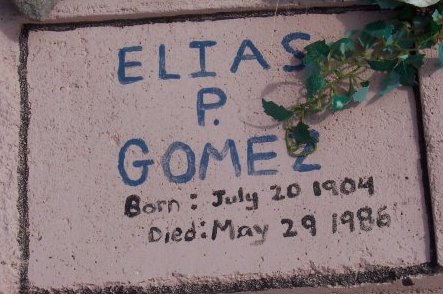 ELIAS
P.
GOMEZ
Born: July 20 1904
Died: May 29 1986